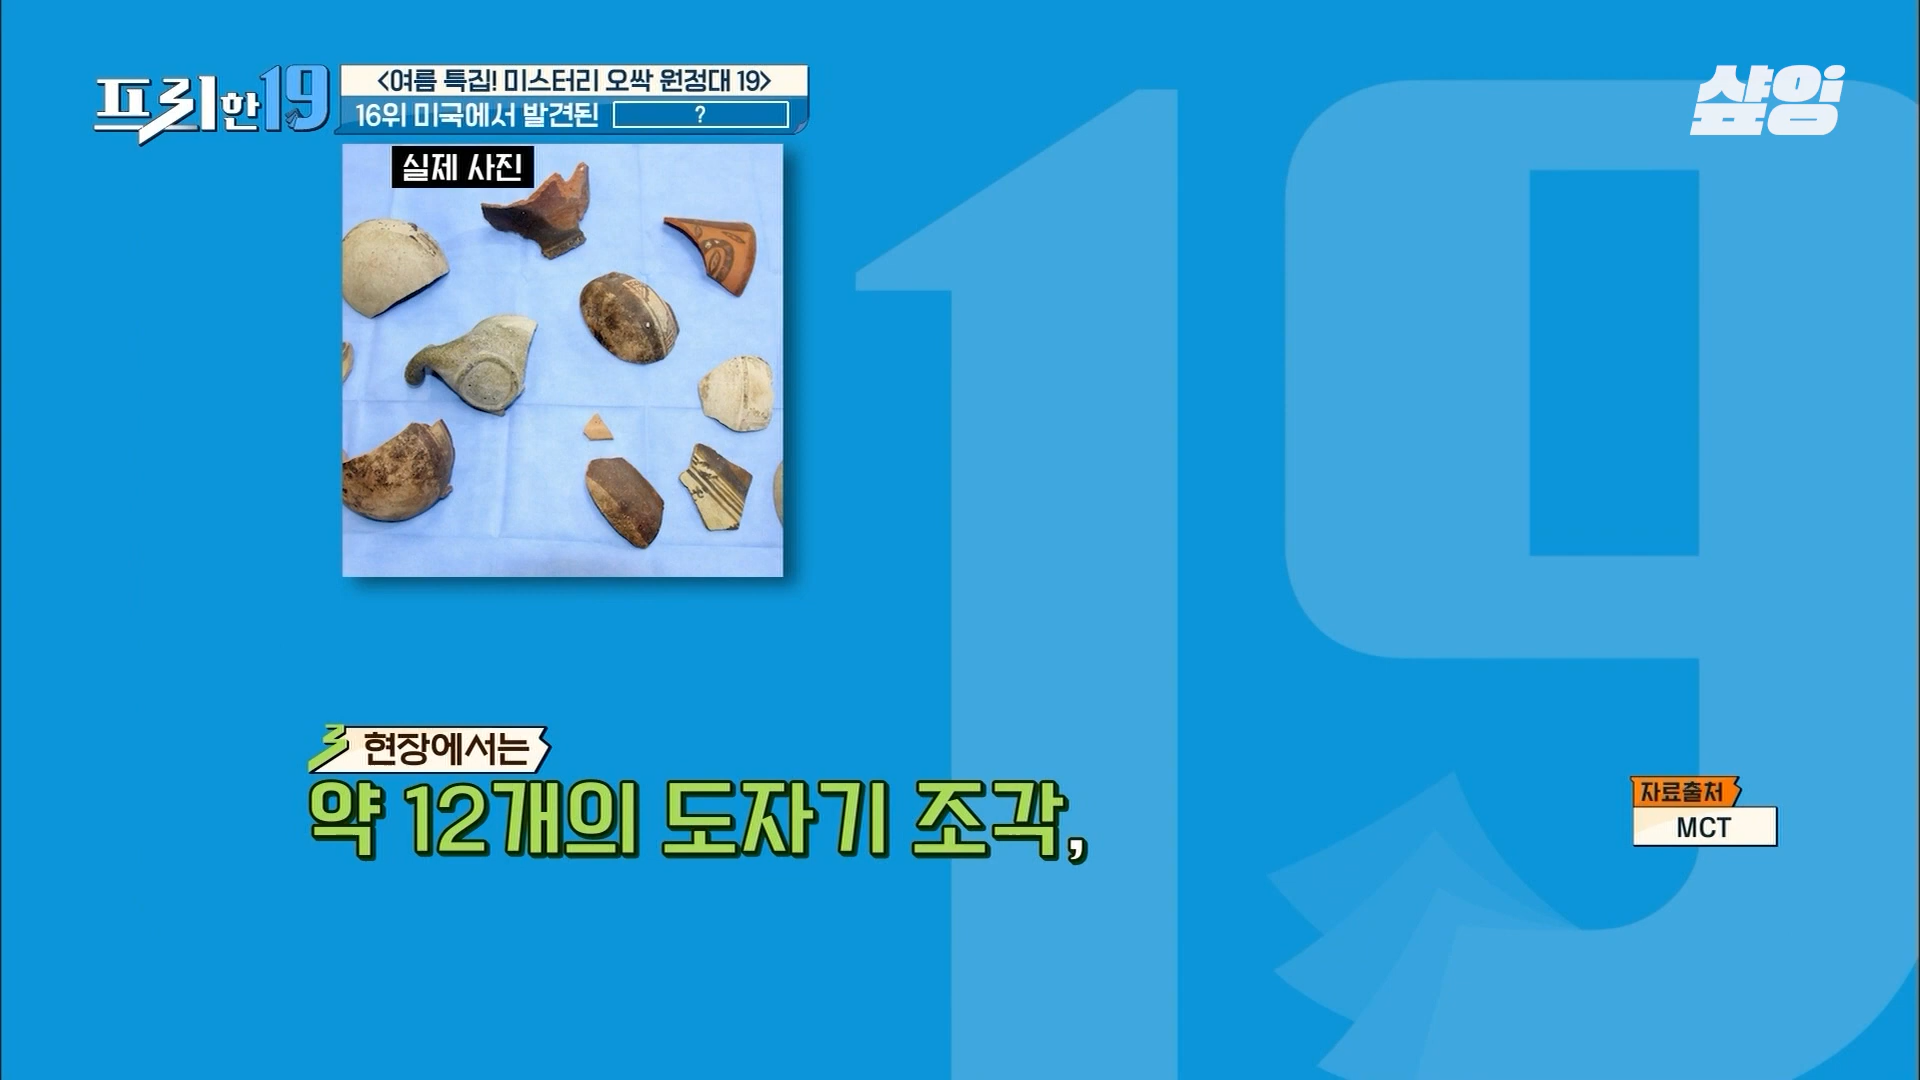 프리한19
<여름 특집! 미스터리 오싹 원정대 19>
16위 미국에서 발견된 ?
샾잉
실제 사진
현장에서는
약 12개의 도자기 조각,
자료출처
MCT
19